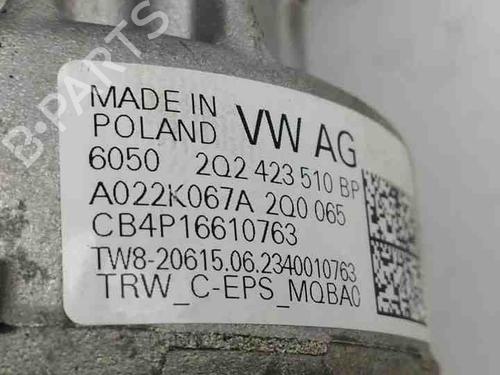 B-PARTS
MADE IN POLAND VW AG
6050 2Q2 423 510 BP
A022K067A 2Q0 065
CB4P16610763
TW8-20615.06.2340010763
TRW_C-EPS_MQBA0